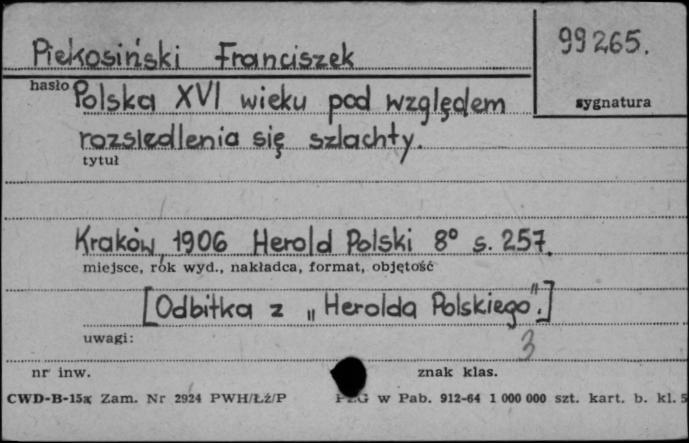 Piekosiński Franciszek
99265.
hasło
sygnatura
Polska XVI wieku pod względem
rozsiedlenia się szlachty.
tytuł
Kraków 1906 Herold Polski 8° s. 257.
miejsce, rok wyd., nakładca, format, objętość
[Odbitka z „Herolda Polskiego".]
uwagi:
3
nr inw.
znak klas.
CWD-B-15a Zam. Nr 2924 PWH/Łź/P
PZG w Pab. 912-64 1 000 000 szt. kart. b. kl. 5